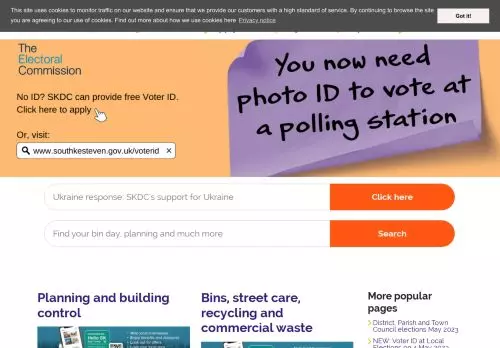 This site uses cookies to monitor traffic on our website and ensure that we provide our customers with a high standard of service. By continuing to browse the site
you are agreeing to our use of cookies. Find out more about how we use cookies here Privacy notice
Got it!
The
Electoral
Commission
No ID? SKDC can provide free Voter ID.
Click here to apply
Or, visit:
www.southkesteven.gov.uk/voterid
You now need
photo ID to vote at
a polling station
Ukraine response: SKDC's support for Ukraine
Click here
Find your bin day, planning and much more
Search
Planning and building
control
Bins, street care,
recycling and
commercial waste
More popular
pages
District, Parish and Town
Council elections May 2023
NEW: Voter ID at Local
Elections on 4 May 2023